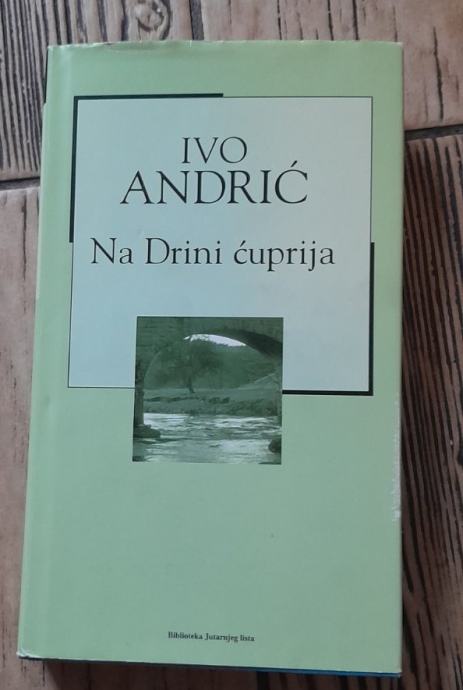 IVO
ANDRIĆ
Na Drini ćuprija
Biblioteka Jutarnjeg lista